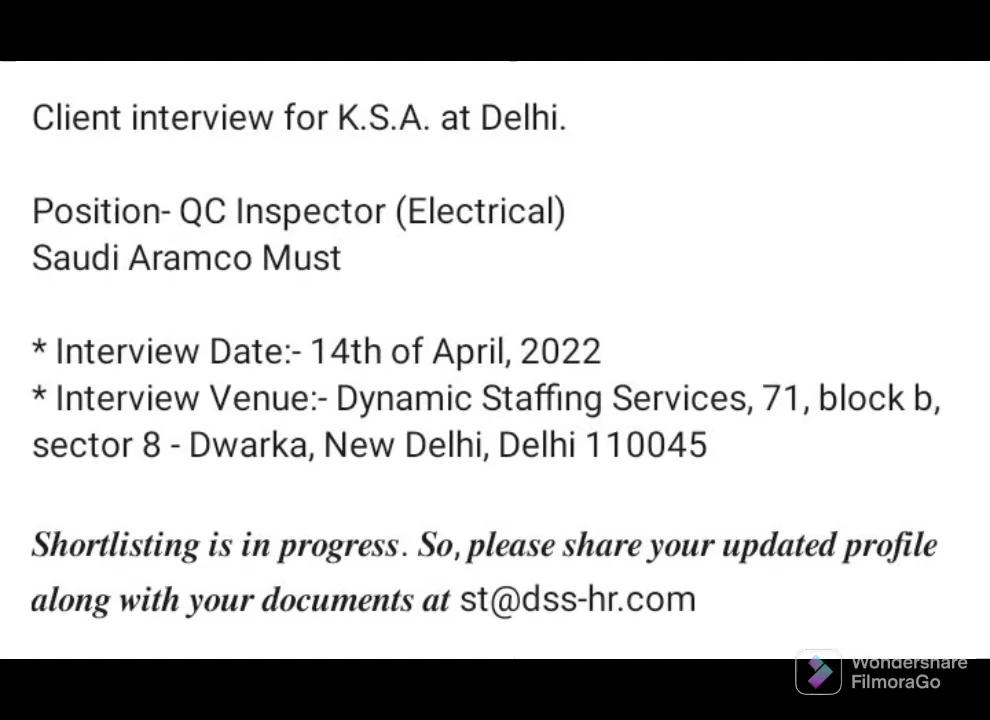 Client interview for K.S.A. at Delhi.
Position- QC Inspector (Electrical)
Saudi Aramco Must
* Interview Date:- 14th of April, 2022
* Interview Venue:- Dynamic Staffing Services, 71, block b,
sector 8 - Dwarka, New Delhi, Delhi 110045
Shortlisting is in progress. So, please share your updated profile
along with your documents at st@dss-hr.com
Wondershare
FilmoraGo